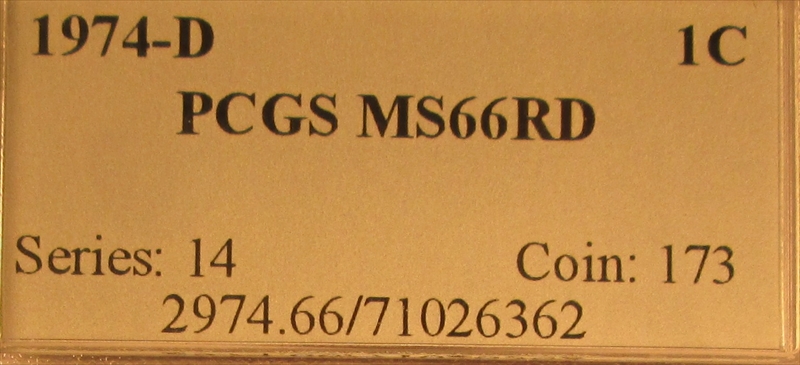 1974-D 1C
PCGS MS66RD
Series: 14 Coin: 173
2974.66/71026362